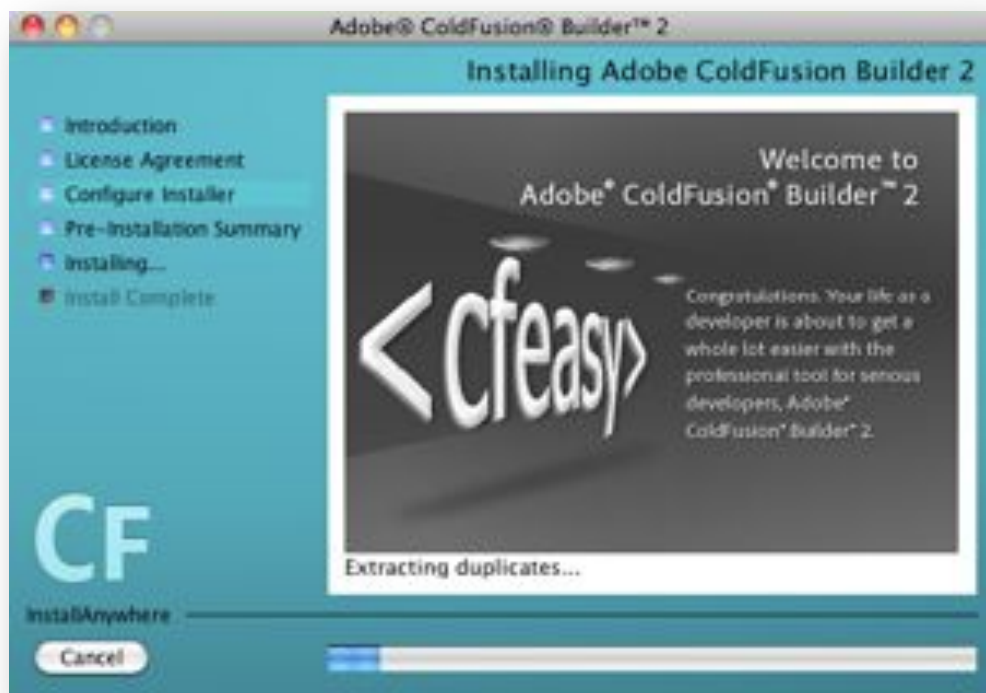 Adobe® ColdFusion® Builder™ 2
Installing Adobe ColdFusion Builder 2
Introduction
License Agreement
Configure Installer
Pre-Installation Summary
Installing...
Install Complete
Welcome to
Adobe® ColdFusion® Builder™ 2
<cfeasy>
Congratulations. Your life as a
developer is about to get a
whole lot easier with the
professional tool for serious
developers, Adobe®
ColdFusion® Builder™ 2.
CF
Extracting duplicates...
InstallAnywhere
Cancel